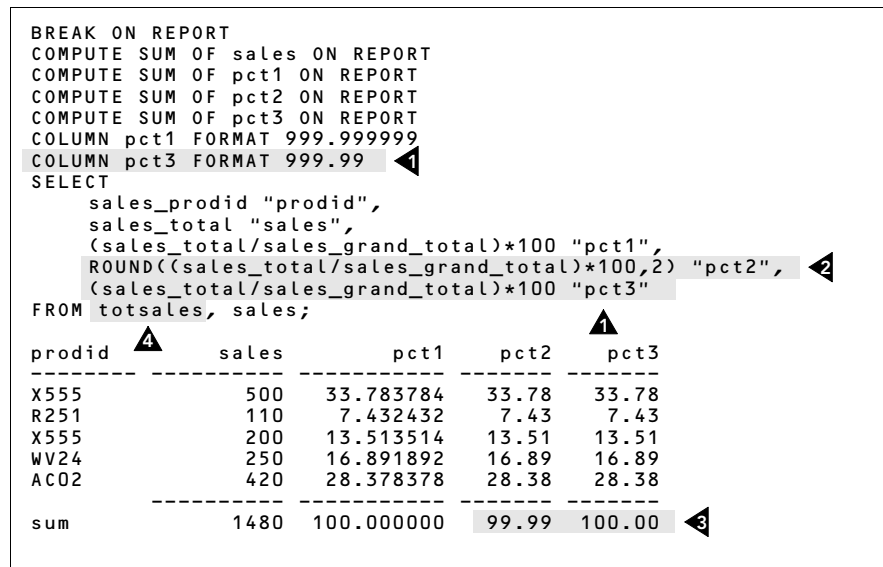 BREAK ON REPORT
COMPUTE SUM OF sales ON REPORT
COMPUTE SUM OF pct1 ON REPORT
COMPUTE SUM OF pct2 ON REPORT
COMPUTE SUM OF pct3 ON REPORT
COLUMN pct1 FORMAT 999.999999
COLUMN pct3 FORMAT 999.99 1
SELECT
sales_prodid “prodid”,
sales_total “sales”,
(sales_total/sales_grand_total)*100 “pct1”,
ROUND((sales_total/sales_grand_total)*100,2) “pct2”, 2
(sales_total/sales_grand_total)*100 “pct3”
FROM totsales, sales;
4 1
prodid sales pct1 pct2 pct3
-------- ---------- ----------- ------- -------
X555 500 33.783784 33.78 33.78
R251 110 7.432432 7.43 7.43
X555 200 13.513514 13.51 13.51
WV24 250 16.891892 16.89 16.89
AC02 420 28.378378 28.38 28.38
---------- ----------- ------- -------
sum 1480 100.000000 99.99 100.00 3